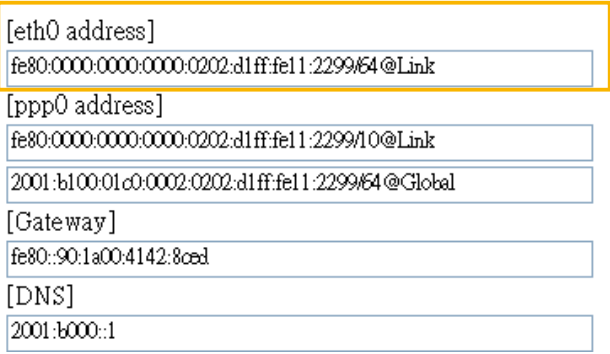 [eth0 address]
fe80:0000:0000:0000:0202:d1ff:fe11:2299/64@Link
[ppp0 address]
fe80:0000:0000:0000:0202:d1ff:fe11:2299/10@Link
2001:b100:01c0:0002:0202:d1ff:fe11:2299/64@Global
[Gateway]
fe80::90:1a00:4142:8ced
[DNS]
2001:b000::1